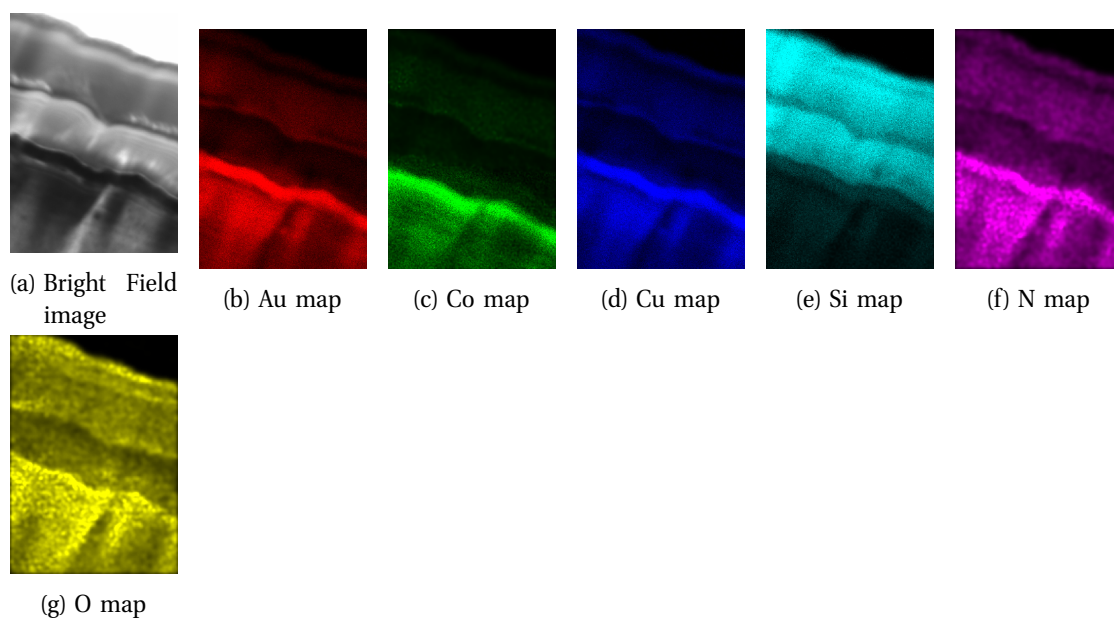 (a) Bright Field
image
(b) Au map
(c) Co map
(d) Cu map
(e) Si map
(f) N map
(g) O map